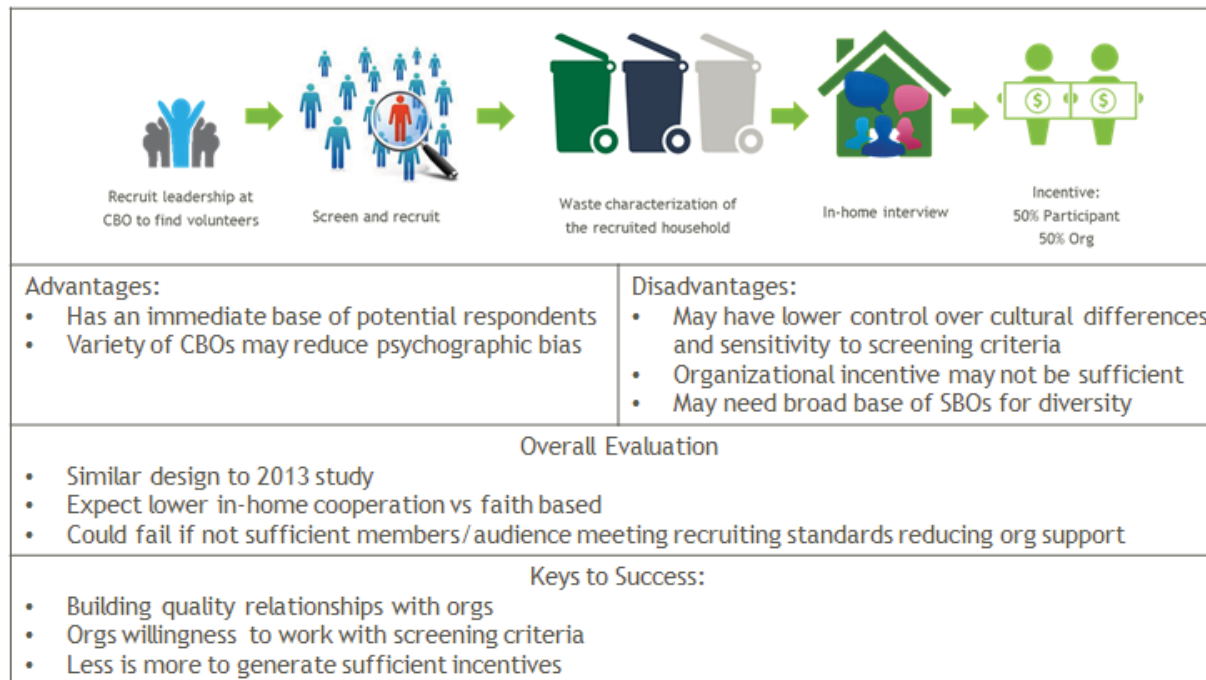 Recruit leadership at
CBO to find volunteers
Screen and recruit
Waste characterization of
the recruited household
In-home interview
$ $
Incentive:
50% Participant
50% Org
Advantages:
• Has an immediate base of potential respondents
• Variety of CBOs may reduce psychographic bias
Disadvantages:
• May have lower control over cultural differences
and sensitivity to screening criteria
• Organizational incentive may not be sufficient
• May need broad base of SBOs for diversity
Overall Evaluation
• Similar design to 2013 study
• Expect lower in-home cooperation vs faith based
• Could fail if not sufficient members/audience meeting recruiting standards reducing org support
Keys to Success:
• Building quality relationships with orgs
• Orgs willingness to work with screening criteria
• Less is more to generate sufficient incentives